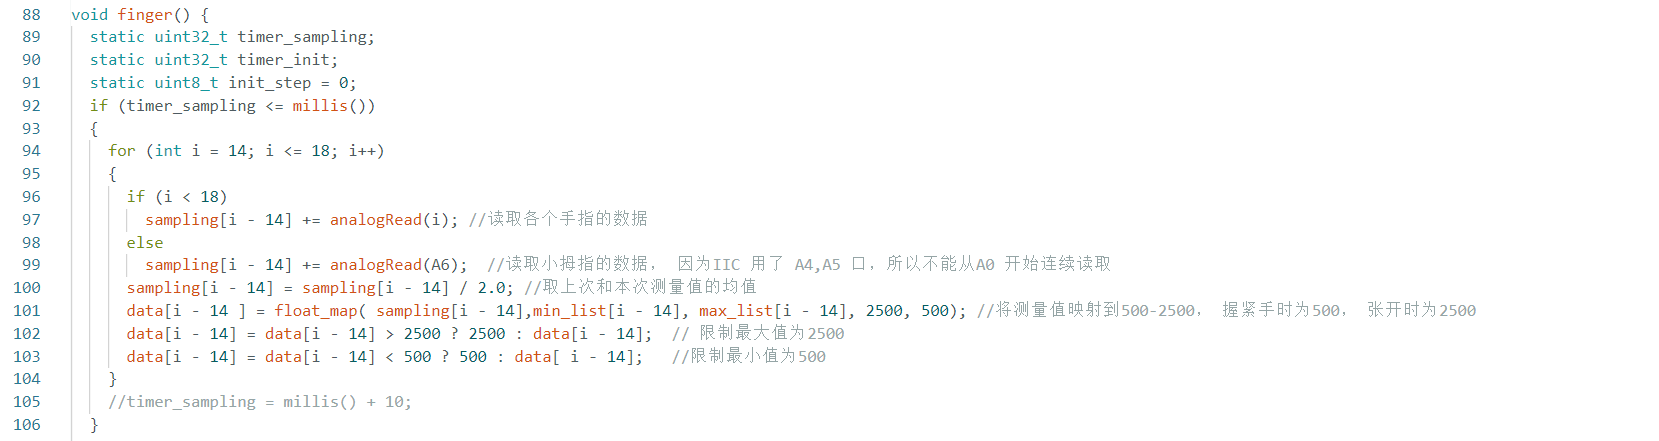 88 void finger() {
89 static uint32_t timer_sampling;
90 static uint32_t timer_init;
91 static uint8_t init_step = 0;
92 if (timer_sampling <= millis())
93 {
94 for (int i = 14; i <= 18; i++)
95 {
96 if (i < 18)
97 sampling[i - 14] += analogRead(i); //读取各个手指的数据
98 else
99 sampling[i - 14] += analogRead(A6);  //读取小拇指的数据， 因为IIC 用了 A4,A5 口，所以不能从A0 开始连续读取
100 sampling[i - 14] = sampling[i - 14] / 2.0; //取上次和本次测量值的均值
101 data[i - 14 ] = float_map( sampling[i - 14],min_list[i - 14], max_list[i - 14], 2500, 500); //将测量值映射到500-2500， 握紧手时为500， 张开时为2500
102 data[i - 14] = data[i - 14] > 2500 ? 2500 : data[i - 14];  // 限制最大值为2500
103 data[i - 14] = data[i - 14] < 500 ? 500 : data[ i - 14];   //限制最小值为500
104 }
105 //timer_sampling = millis() + 10;
106 }